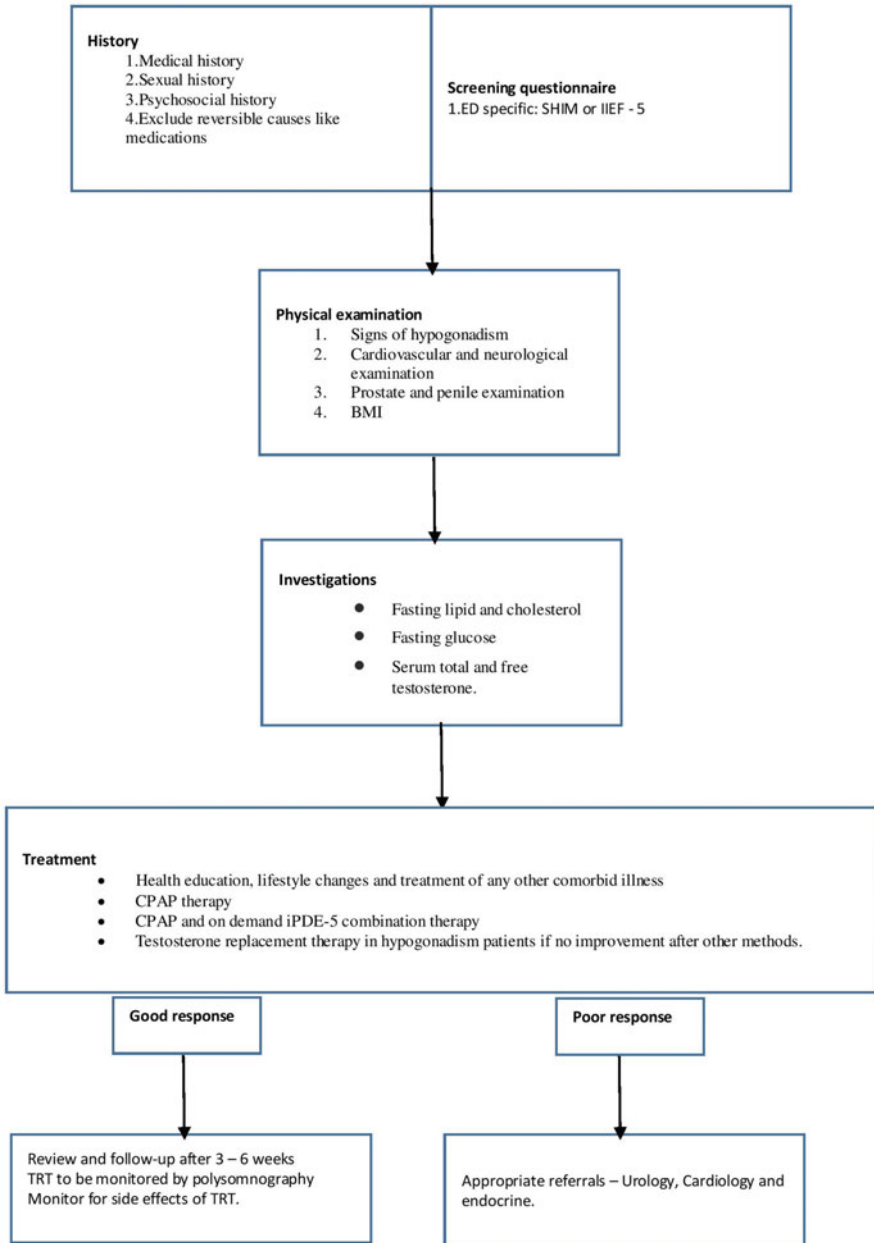 History
1.Medical history
2.Sexual history
3.Psychosocial history
4.Exclude reversible causes like
medications
Screening questionnaire
1.ED specific: SHIM or IIEF - 5
Physical examination
1. Signs of hypogonadism
2. Cardiovascular and neurological
examination
3. Prostate and penile examination
4. BMI
Investigations
● Fasting lipid and cholesterol
● Fasting glucose
● Serum total and free
testosterone.
Treatment
• Health education, lifestyle changes and treatment of any other comorbid illness
• CPAP therapy
• CPAP and on demand iPDE-5 combination therapy
• Testosterone replacement therapy in hypogonadism patients if no improvement after other methods.
Good response
Poor response
Review and follow-up after 3 – 6 weeks
TRT to be monitored by polysomnography
Monitor for side effects of TRT.
Appropriate referrals – Urology, Cardiology and
endocrine.